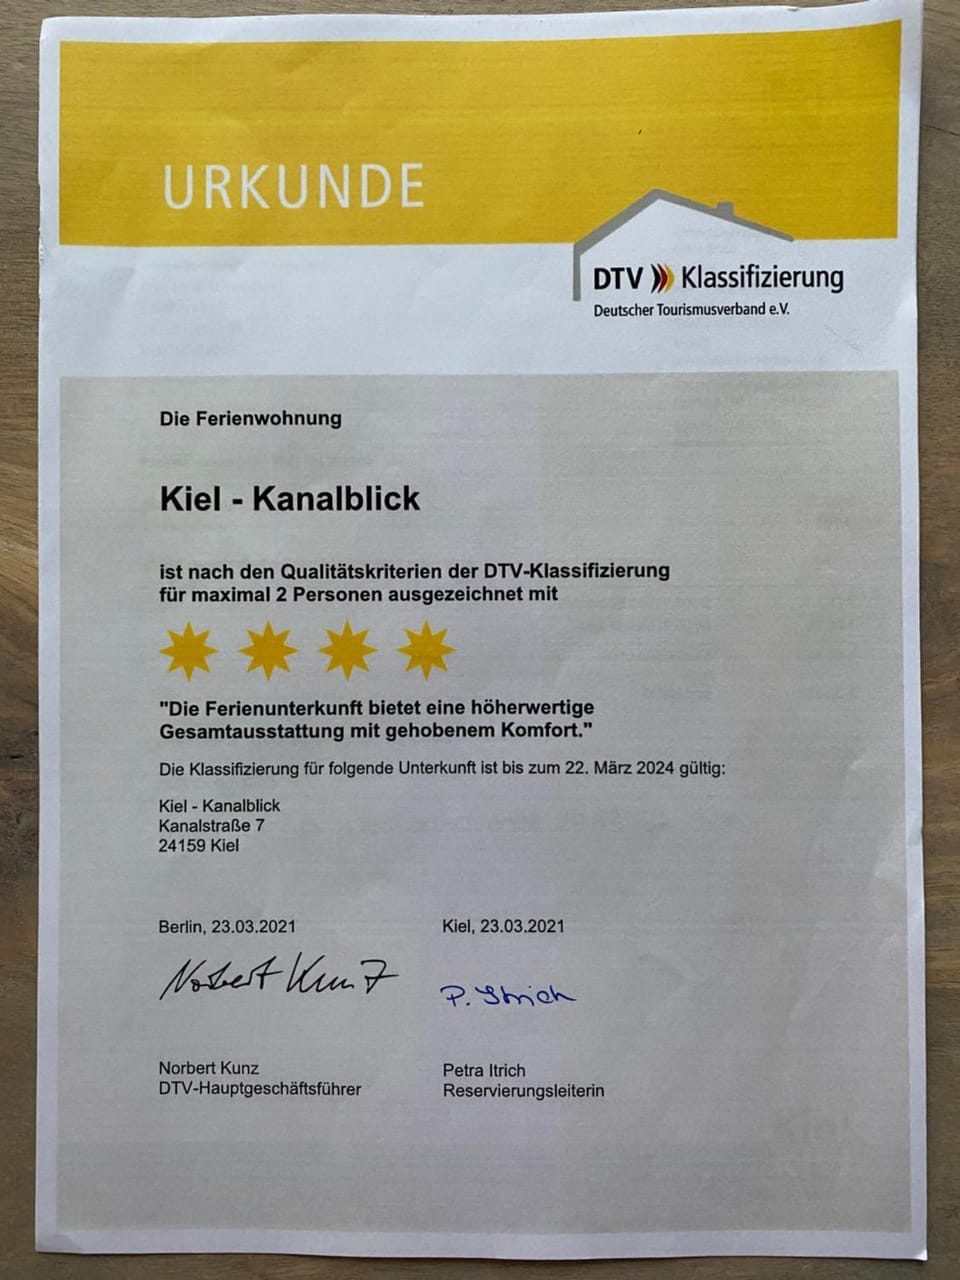 URKUNDE
DTV Klassifizierung
Deutscher Tourismusverband e.V.
Die Ferienwohnung
Kiel - Kanalblick
ist nach den Qualitätskriterien der DTV-Klassifizierung
für maximal 2 Personen ausgezeichnet mit
"Die Ferienunterkunft bietet eine höherwertige
Gesamtausstattung mit gehobenem Komfort."
Die Klassifizierung für folgende Unterkunft ist bis zum 22. März 2024 gültig:
Kiel - Kanalblick
Kanalstraße 7
24159 Kiel
Berlin, 23.03.2021 Kiel, 23.03.2021
Norbert Kunz P. Itrich
Norbert Kunz Petra Itrich
DTV-Hauptgeschäftsführer Reservierungsleiterin